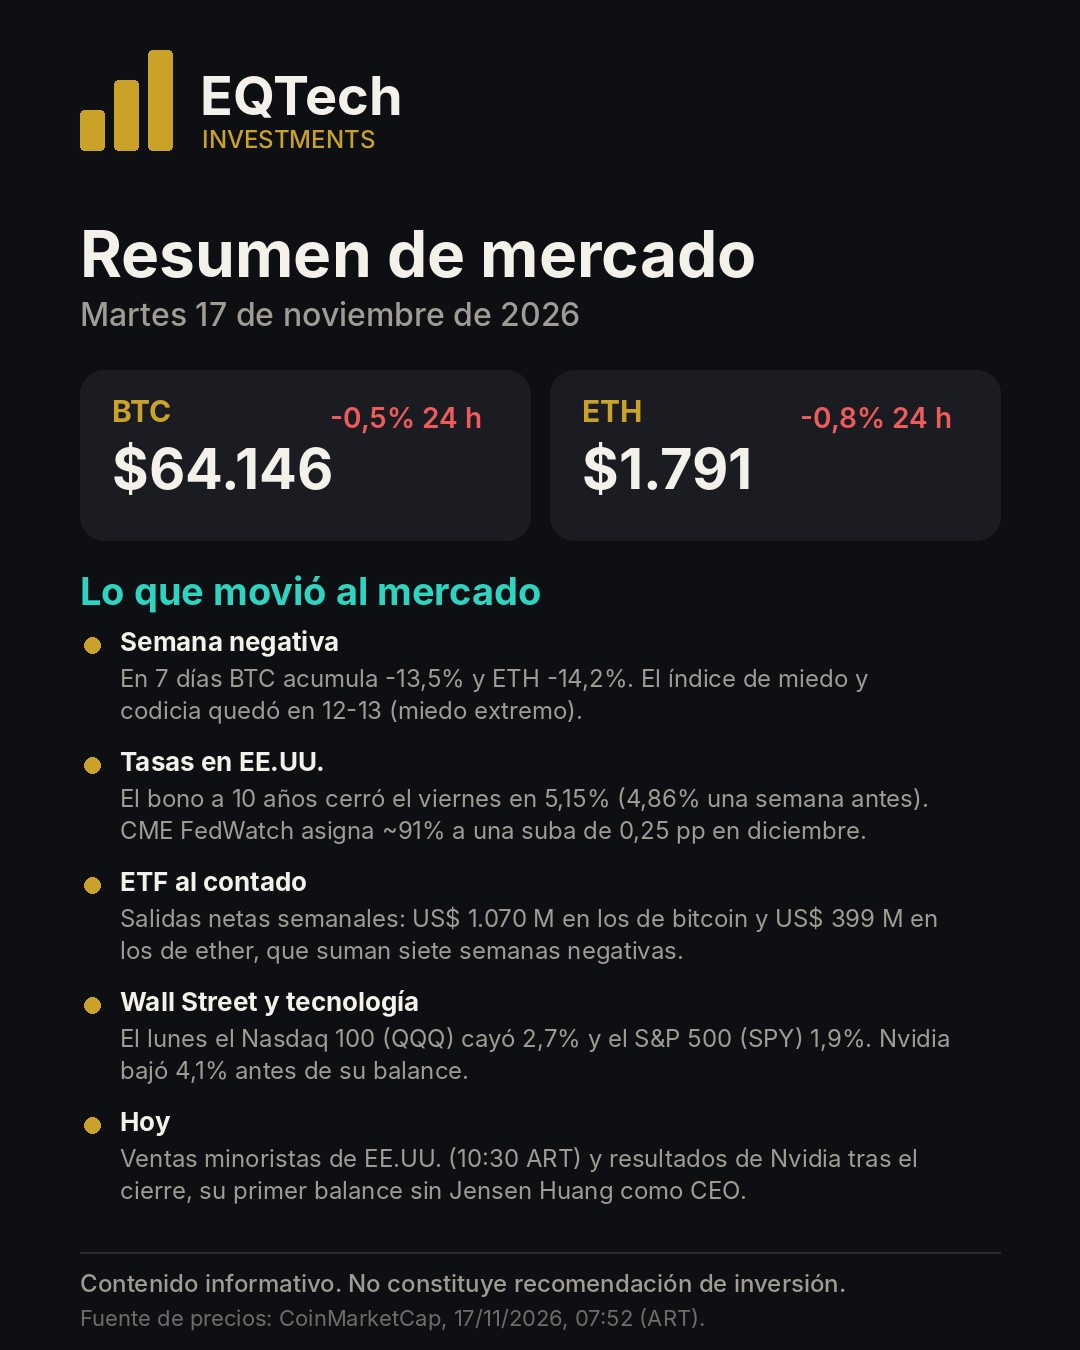 EQTech
INVESTMENTS
Resumen de mercado
Martes 17 de noviembre de 2026
BTC
-0,5% 24 h
$64.146
ETH
-0,8% 24 h
$1.791
Lo que movió al mercado
Semana negativa
En 7 días BTC acumula -13,5% y ETH -14,2%. El índice de miedo y
codicia quedó en 12-13 (miedo extremo).
Tasas en EE.UU.
El bono a 10 años cerró el viernes en 5,15% (4,86% una semana antes).
CME FedWatch asigna ~91% a una suba de 0,25 pp en diciembre.
ETF al contado
Salidas netas semanales: US$ 1.070 M en los de bitcoin y US$ 399 M en
los de ether, que suman siete semanas negativas.
Wall Street y tecnología
El lunes el Nasdaq 100 (QQQ) cayó 2,7% y el S&P 500 (SPY) 1,9%. Nvidia
bajó 4,1% antes de su balance.
Hoy
Ventas minoristas de EE.UU. (10:30 ART) y resultados de Nvidia tras el
cierre, su primer balance sin Jensen Huang como CEO.
Contenido informativo. No constituye recomendación de inversión.
Fuente de precios: CoinMarketCap, 17/11/2026, 07:52 (ART).